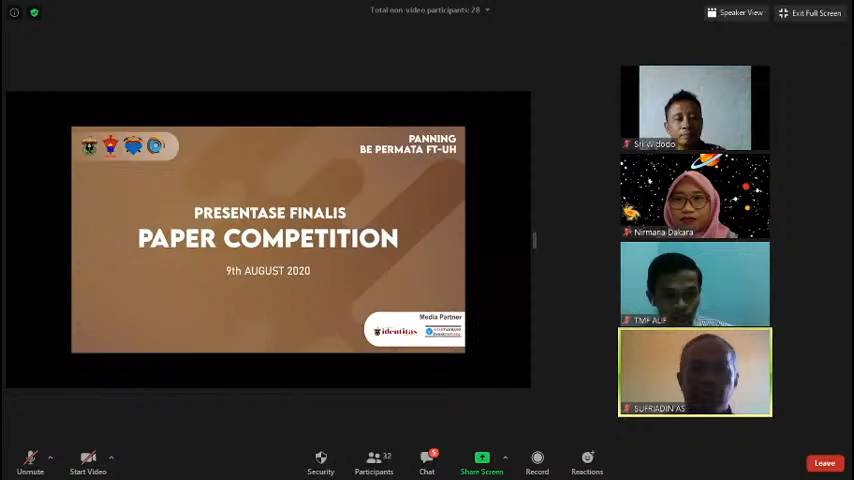 Total non-video participants: 28
Speaker View
Exit Full Screen
PANNING
BE PERMATA FT-UH
PRESENTASE FINALIS
PAPER COMPETITION
9th AUGUST 2020
Media Partner
identitas
Sri Widodo
Nirmana Dakara
TMF ALIF
SUFRIADIN AS
Unmute
Start Video
Security
32
Participants
5
Chat
Share Screen
Record
Reactions
Leave